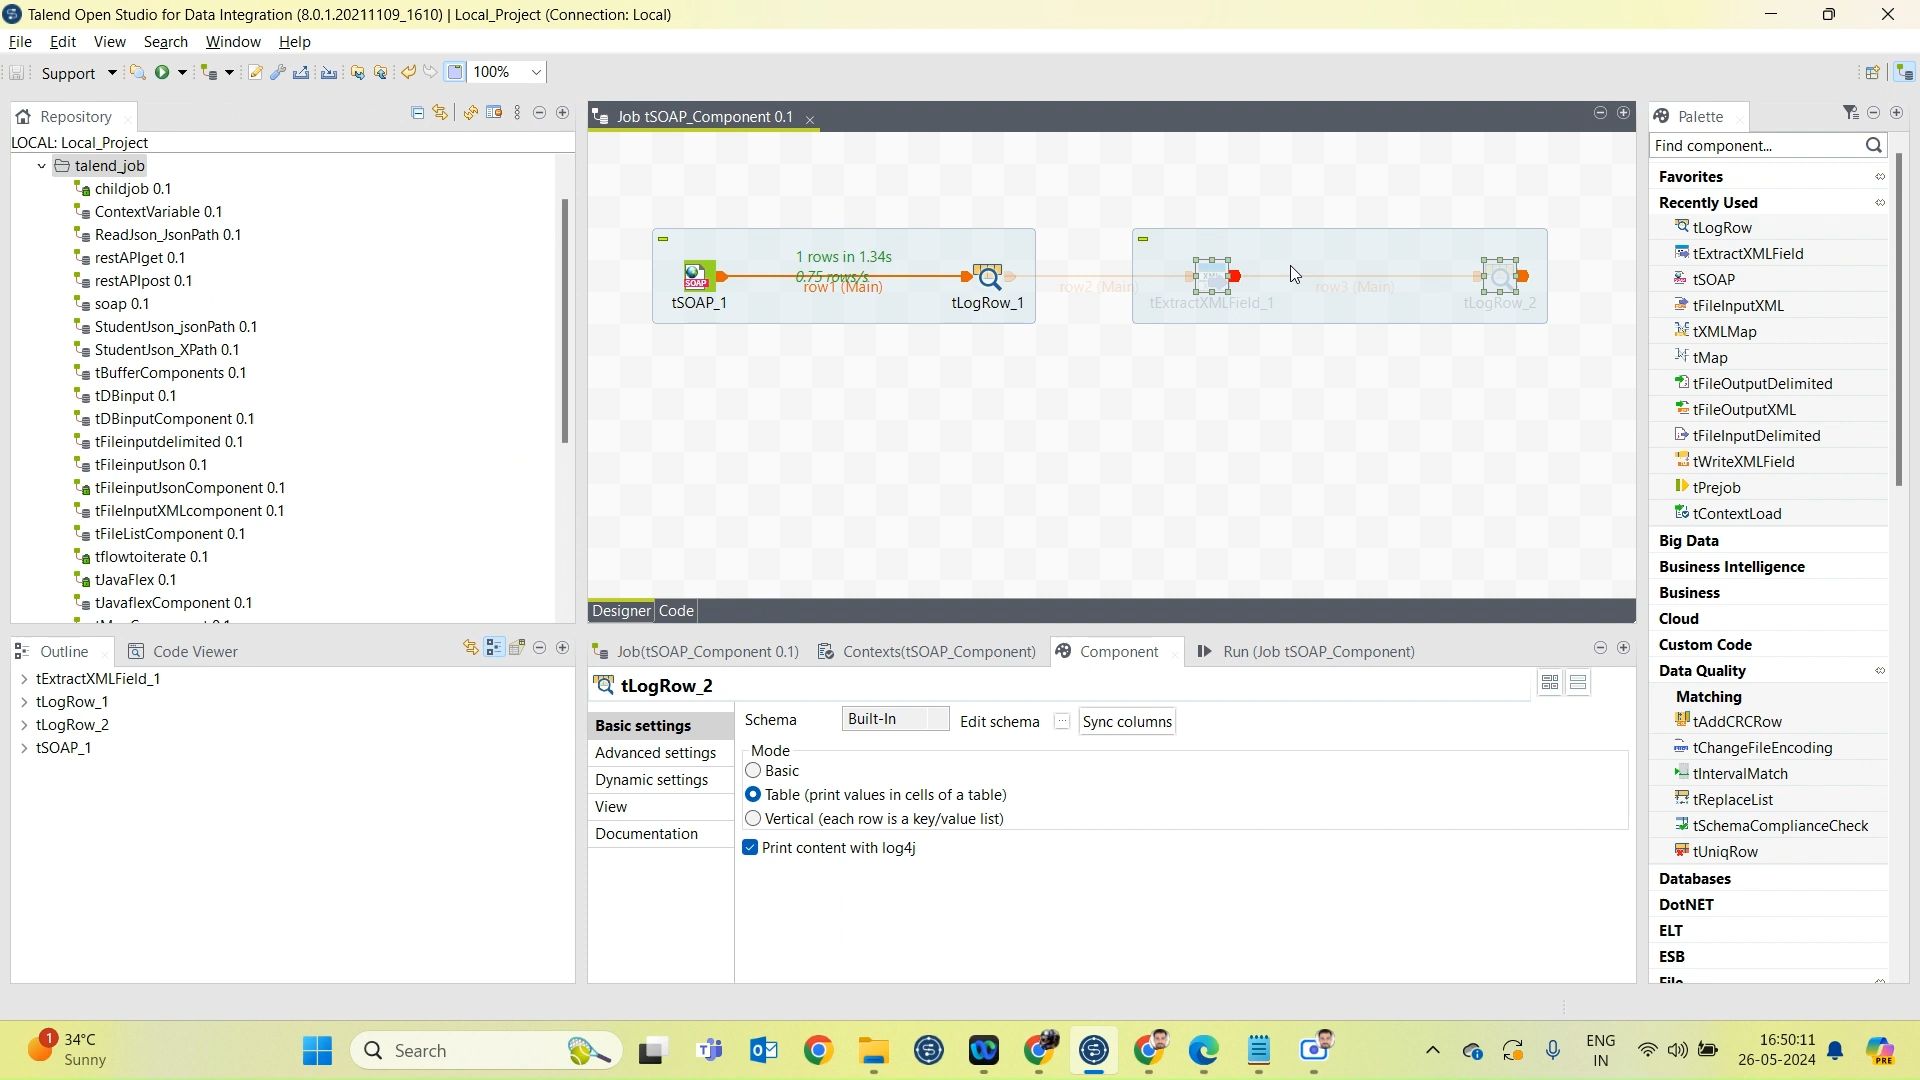 Talend Open Studio for Data Integration (8.0.1.20211109_1610) | Local_Project (Connection: Local)
File Edit View Search Window Help
Support 100%
Repository
LOCAL: Local_Project
talend_job
childjob 0.1
ContextVariable 0.1
ReadJson_JsonPath 0.1
restAPIget 0.1
restAPIpost 0.1
soap 0.1
StudentJson_jsonPath 0.1
StudentJson_XPath 0.1
tBufferComponents 0.1
tDBinput 0.1
tDBinputComponent 0.1
tFileinputdelimited 0.1
tFileinputJson 0.1
tFileinputJsonComponent 0.1
tFileInputXMLcomponent 0.1
tFileListComponent 0.1
tflowtoiterate 0.1
tJavaFlex 0.1
tJavaflexComponent 0.1
Job tSOAP_Component 0.1
1 rows in 1.34s
0.75 rows/s
row1 (Main)
SOAP
tSOAP_1
tLogRow_1
row2 (Main)
tExtractXMLField_1
row3 (Main)
tLogRow_2
Designer Code
Palette
Find component...
Favorites
Recently Used
tLogRow
tExtractXMLField
tSOAP
tFileInputXML
tXMLMap
tMap
tFileOutputDelimited
tFileOutputXML
tFileInputDelimited
tWriteXMLField
tPrejob
tContextLoad
Big Data
Business Intelligence
Business
Cloud
Custom Code
Data Quality
Matching
tAddCRCRow
tChangeFileEncoding
tIntervalMatch
tReplaceList
tSchemaComplianceCheck
tUniqRow
Databases
DotNET
ELT
ESB
File
Outline Code Viewer
tExtractXMLField_1
tLogRow_1
tLogRow_2
tSOAP_1
Job(tSOAP_Component 0.1) Contexts(tSOAP_Component) Component Run (Job tSOAP_Component)
tLogRow_2
Basic settings
Advanced settings
Dynamic settings
View
Documentation
Schema Built-In Edit schema ... Sync columns
Mode
Basic
Table (print values in cells of a table)
Vertical (each row is a key/value list)
Print content with log4j
1
34°C
Sunny
Search
ENG
IN
16:50:11
26-05-2024
PRE